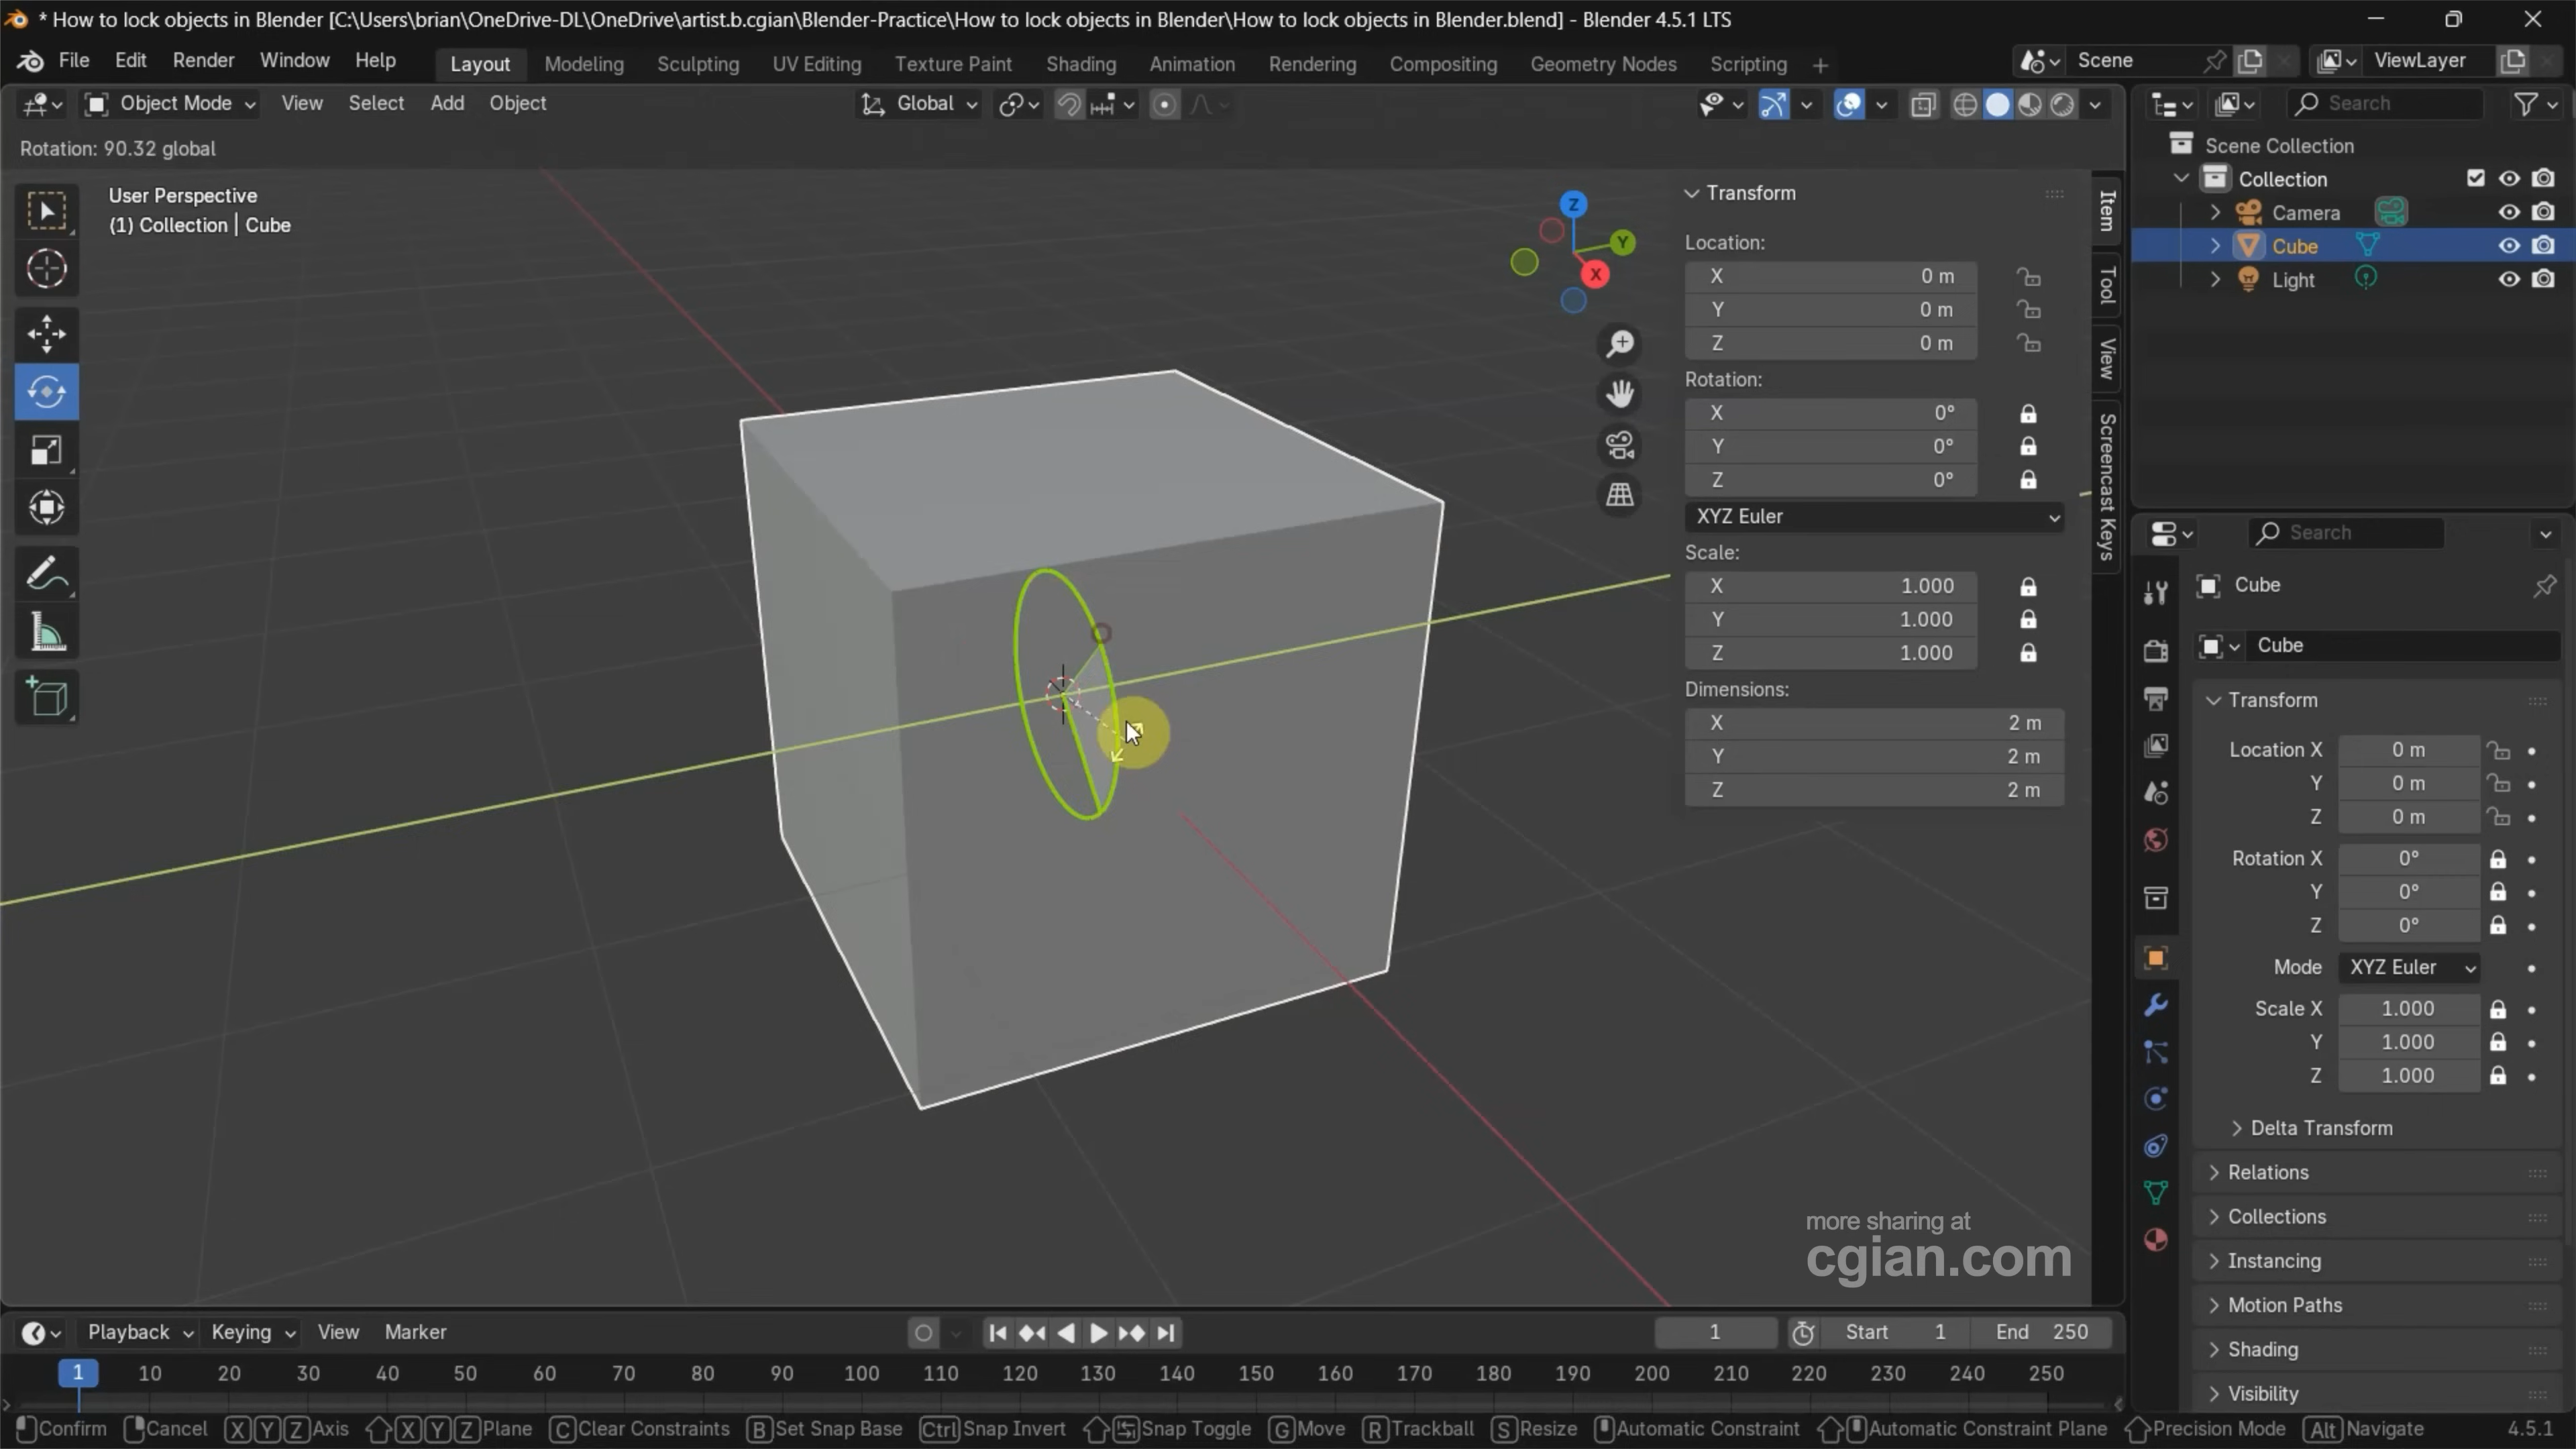 * How to lock objects in Blender [C:\Users\brian\OneDrive-DL\OneDrive\artist.b.cgian\Blender-Practice\How to lock objects in Blender\How to lock objects in Blender.blend] - Blender 4.5.1 LTS
File Edit Render Window Help Layout Modeling Sculpting UV Editing Texture Paint Shading Animation Rendering Compositing Geometry Nodes Scripting + Scene ViewLayer
Object Mode View Select Add Object Global Search
Rotation: 90.32 global
User Perspective
(1) Collection | Cube
Z
Y
X
Transform
Location:
X 0 m
Y 0 m
Z 0 m
Rotation:
X 0°
Y 0°
Z 0°
XYZ Euler
Scale:
X 1.000
Y 1.000
Z 1.000
Dimensions:
X 2 m
Y 2 m
Z 2 m
Item
Tool
View
Screencast Keys
Scene Collection
Collection
Camera
Cube
Light
Search
Cube
Cube
Transform
Location X 0 m
Y 0 m
Z 0 m
Rotation X 0°
Y 0°
Z 0°
Mode XYZ Euler
Scale X 1.000
Y 1.000
Z 1.000
Delta Transform
Relations
Collections
Instancing
Motion Paths
Shading
Visibility
more sharing at
cgian.com
Playback Keying View Marker 1 Start 1 End 250
1 10 20 30 40 50 60 70 80 90 100 110 120 130 140 150 160 170 180 190 200 210 220 230 240 250
Confirm Cancel X Y Z Axis X Y Z Plane C Clear Constraints B Set Snap Base Ctrl Snap Invert Snap Toggle G Move R Trackball S Resize Automatic Constraint Automatic Constraint Plane Precision Mode Alt Navigate 4.5.1